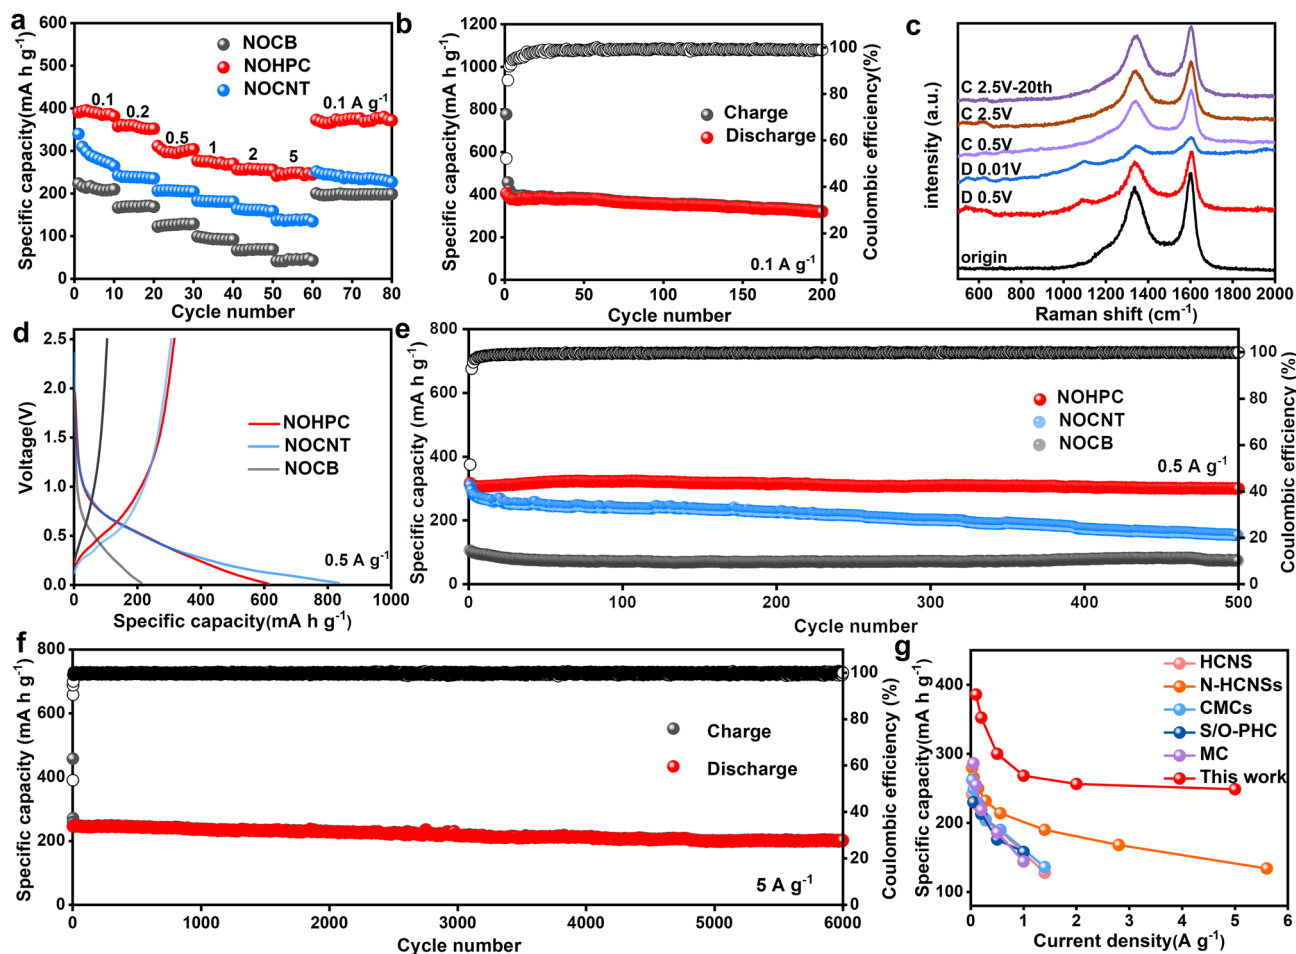 a
Specific capacity(mA h g⁻¹)
600
500
400
300
200
100
0
NOCB
NOHPC
NOCNT
0.1
0.2
0.5
1
2
5
0.1 A g⁻¹
0 10 20 30 40 50 60 70 80
Cycle number
b
Specific capacity(mA h g⁻¹)
1200
1000
800
600
400
200
0
Charge
Discharge
0.1 A g⁻¹
100
80
60
40
20
0
Coulombic efficiency(%)
0 50 100 150 200
Cycle number
c
intensity (a.u.)
C 2.5V-20th
C 2.5V
C 0.5V
D 0.01V
D 0.5V
origin
600 800 1000 1200 1400 1600 1800 2000
Raman shift (cm⁻¹)
d
Voltage(V)
2.5
2.0
1.5
1.0
0.5
0.0
NOHPC
NOCNT
NOCB
0.5 A g⁻¹
0 200 400 600 800 1000
Specific capacity(mA h g⁻¹)
e
Specific capacity (mA h g⁻¹)
800
600
400
200
0
NOHPC
NOCNT
NOCB
0.5 A g⁻¹
100
80
60
40
20
0
Coulombic efficiency (%)
0 100 200 300 400 500
Cycle number
f
Specific capacity (mA h g⁻¹)
800
600
400
200
0
Charge
Discharge
5 A g⁻¹
100
80
60
40
20
0
Coulombic efficiency (%)
0 1000 2000 3000 4000 5000 6000
Cycle number
g
Specific capacity(mA h g⁻¹)
400
300
200
100
HCNS
N-HCNSs
CMCs
S/O-PHC
MC
This work
0 1 2 3 4 5 6
Current density(A g⁻¹)